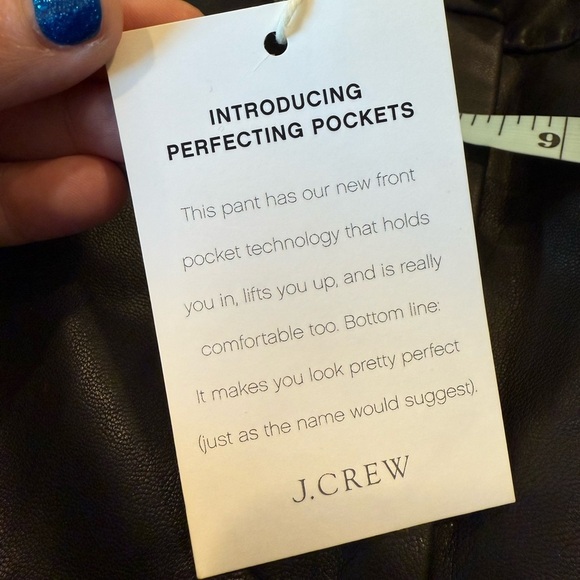 INTRODUCING
PERFECTING POCKETS
This pant has our new front
pocket technology that holds
you in, lifts you up, and is really
comfortable too. Bottom line:
It makes you look pretty perfect
(just as the name would suggest).
J.CREW
9